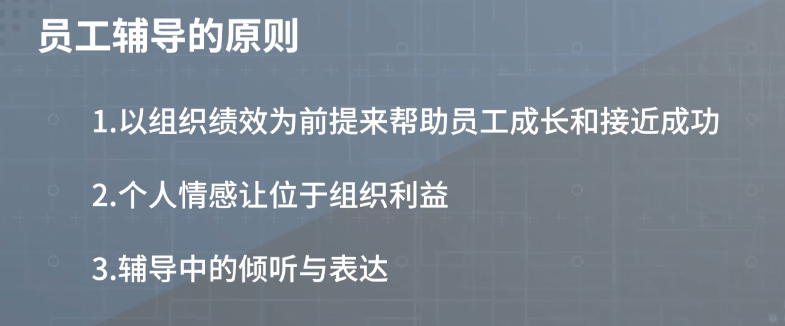 员工辅导的原则
1.以组织绩效为前提来帮助员工成长和接近成功
2.个人情感让位于组织利益
3.辅导中的倾听与表达